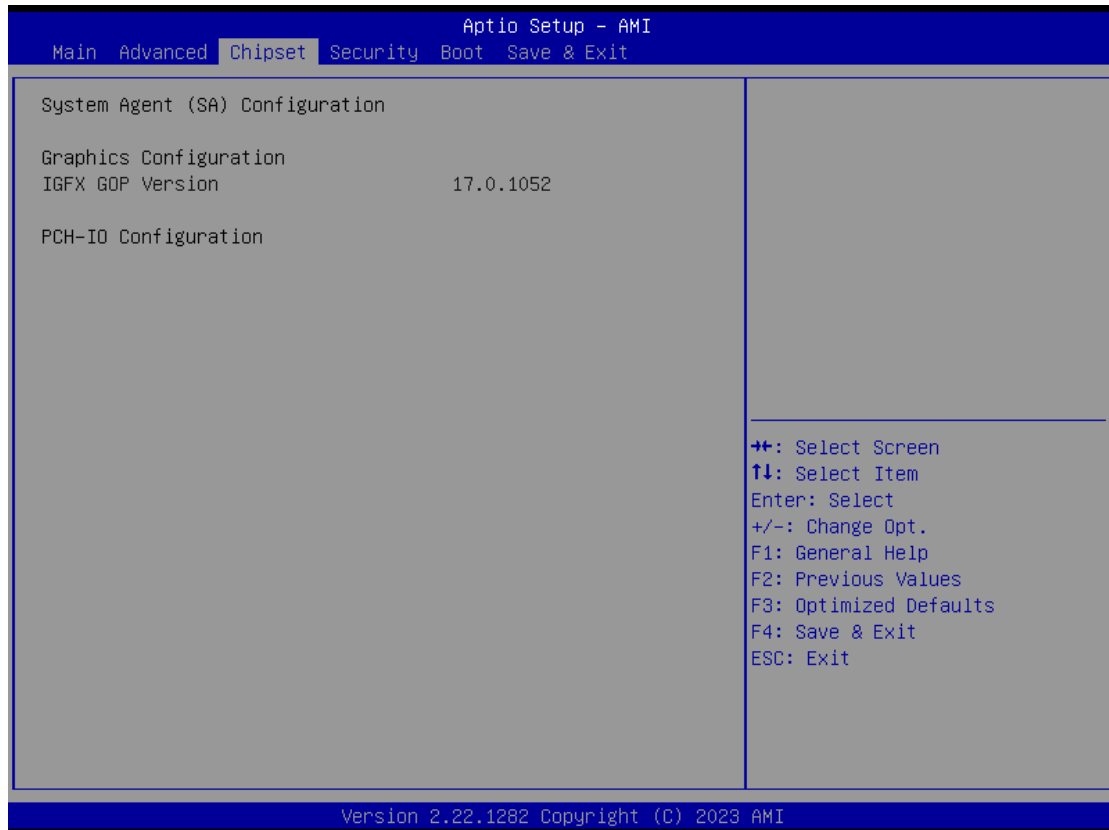 Aptio Setup – AMI
Main Advanced Chipset Security Boot Save & Exit
System Agent (SA) Configuration
Graphics Configuration
IGFX GOP Version 17.0.1052
PCH-IO Configuration
→←: Select Screen
↑↓: Select Item
Enter: Select
+/-: Change Opt.
F1: General Help
F2: Previous Values
F3: Optimized Defaults
F4: Save & Exit
ESC: Exit
Version 2.22.1282 Copyright (C) 2023 AMI